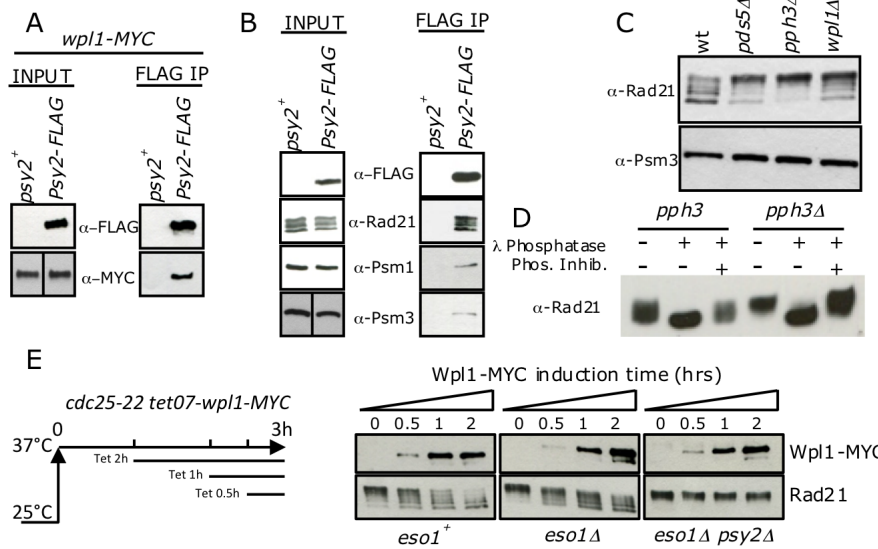 A
wpl1-MYC
INPUT FLAG IP
psy2+ Psy2-FLAG psy2+ Psy2-FLAG
α–FLAG
α–MYC
B
INPUT FLAG IP
psy2+ Psy2-FLAG psy2+ Psy2-FLAG
α–FLAG
α-Rad21
α-Psm1
α-Psm3
C
wt pds5Δ pph3Δ wpl1Δ
α-Rad21
α-Psm3
D
pph3 pph3Δ
λ Phosphatase - + + - + +
Phos. Inhib. - - + - - +
α-Rad21
E
cdc25-22 tet07-wpl1-MYC
0 3h
37°C
Tet 2h
Tet 1h
Tet 0.5h
25°C
Wpl1-MYC induction time (hrs)
0 0.5 1 2 0 0.5 1 2 0 0.5 1 2
Wpl1-MYC
Rad21
eso1+ eso1Δ eso1Δ psy2Δ